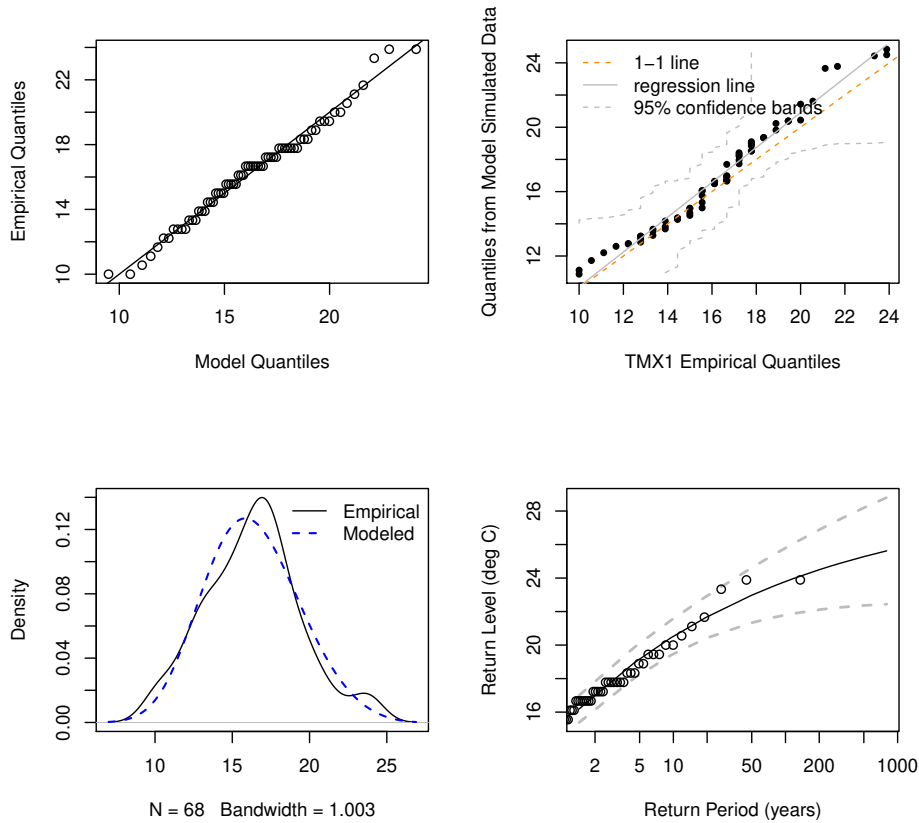 Empirical Quantiles
10
14
18
22
10
15
20
Model Quantiles
Quantiles from Model Simulated Data
12
16
20
24
1−1 line
regression line
95% confidence bands
10
12
14
16
18
20
22
24
TMX1 Empirical Quantiles
Density
0.00
0.04
0.08
0.12
Empirical
Modeled
10
15
20
25
N = 68 Bandwidth = 1.003
Return Level (deg C)
16
20
24
28
2
5
10
50
200
1000
Return Period (years)